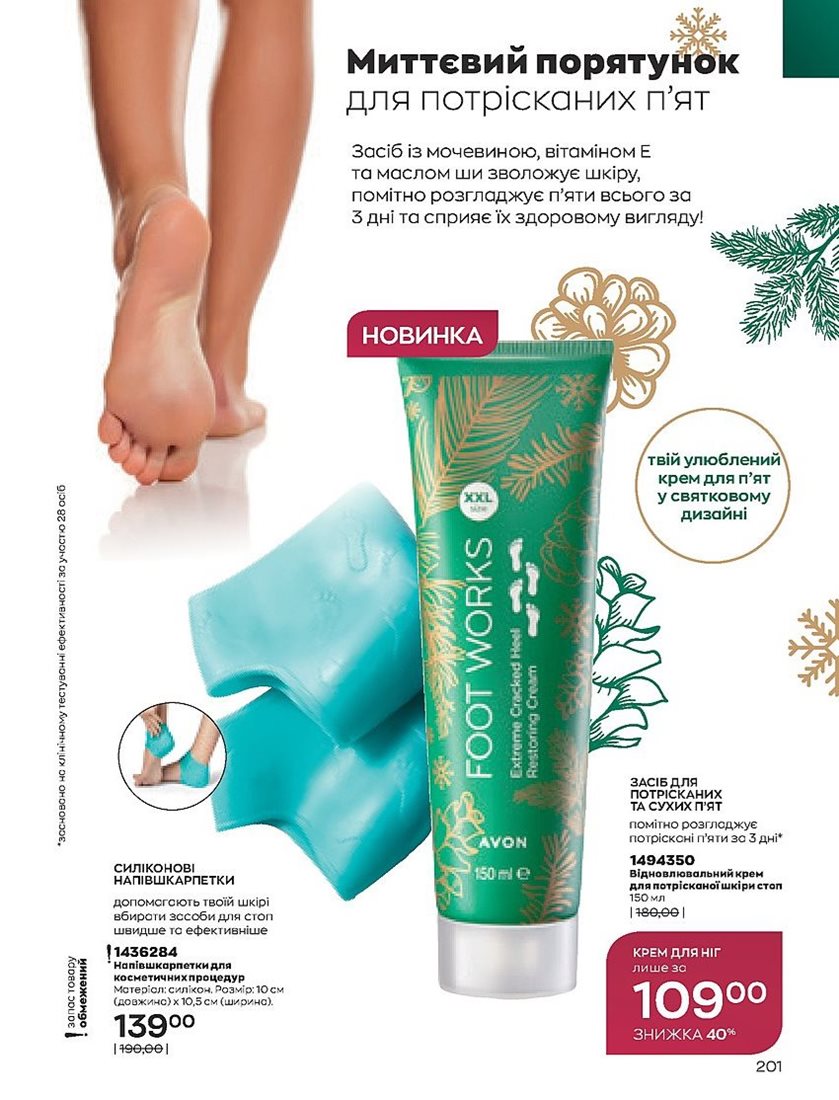 Миттєвий порятунок
для потрісканих п'ят
Засіб із мочевиною, вітаміном Е
та маслом ши зволожує шкіру,
помітно розгладжує п'яти всього за
3 дні та сприяє їх здоровому вигляду!
НОВИНКА
твій улюблений
крем для п'ят
у святковому
дизайні
XXL
size
FOOT WORKS
Extreme Cracked Heel
Restoring Cream
AVON
150 ml e
*засновано на клінічному тестуванні ефективності за участю 28 осіб
СИЛІКОНОВІ
НАПІВШКАРПЕТКИ
допомагають твоїй шкірі
вбирати засоби для стоп
швидше та ефективніше
! 1436284
Напівшкарпетки для
косметичних процедур
Матеріал: силікон. Розмір: 10 см
(довжина) х 10,5 см (ширина).
139⁰⁰
| 190,00 |
! запас товару
обмежений
ЗАСІБ ДЛЯ
ПОТРІСКАНИХ
ТА СУХИХ П'ЯТ
помітно розгладжує
потріскані п'яти за 3 дні*
1494350
Відновлювальний крем
для потрісканої шкіри стоп
150 мл
| 180,00 |
КРЕМ ДЛЯ НІГ
лише за
109⁰⁰
ЗНИЖКА 40%
201